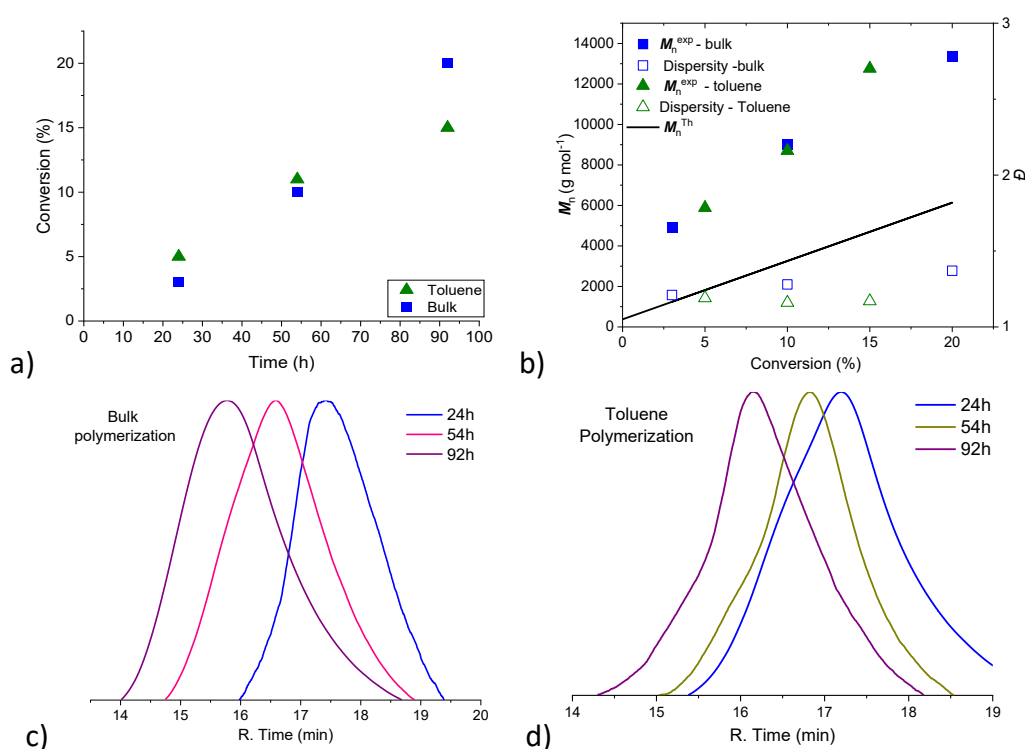 a)
Conversion (%)
20
15
10
5
0
0 10 20 30 40 50 60 70 80 90 100
Time (h)
Toluene
Bulk
b)
Mₙ (g mol⁻¹)
14000
12000
10000
8000
6000
4000
2000
0
0 5 10 15 20
Conversion (%)
3
2
1
Đ
Mₙᵉˣᵖ - bulk
Dispersity -bulk
Mₙᵉˣᵖ - toluene
Dispersity - Toluene
Mₙᵀʰ
c)
Bulk
polymerization
24h
54h
92h
14 15 16 17 18 19 20
R. Time (min)
d)
Toluene
Polymerization
24h
54h
92h
14 15 16 17 18 19
R. Time (min)